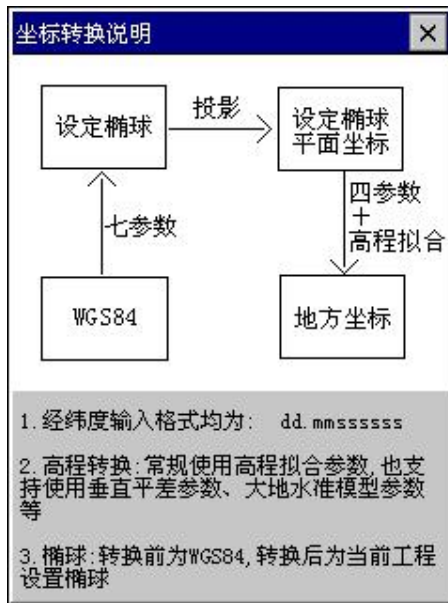 坐标转换说明
设定椭球
投影
设定椭球
平面坐标
七参数
四参数
+
高程拟合
WGS84
地方坐标
1.经纬度输入格式均为: dd.mmssssss
2.高程转换:常规使用高程拟合参数,也支
持使用垂直平差参数、大地水准模型参数
等
3.椭球:转换前为WGS84,转换后为当前工程
设置椭球